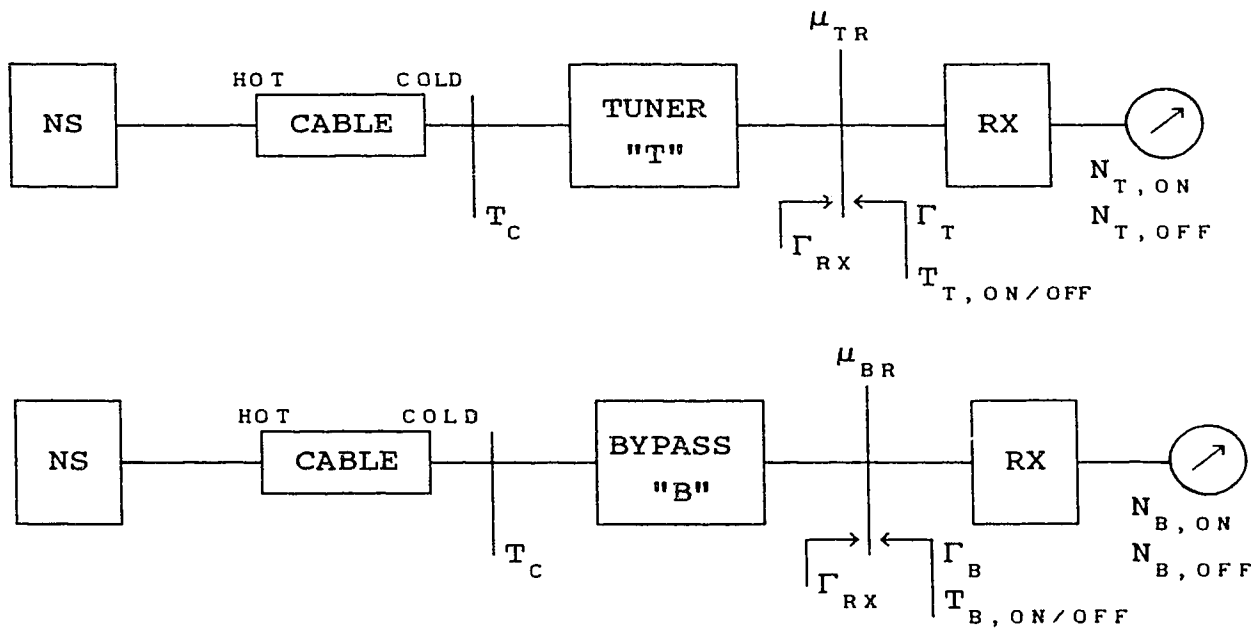 μTR
HOT COLD
NS CABLE TUNER "T" RX
TC
ΓRX
ΓT
TT,ON/OFF
NT,ON
NT,OFF
μBR
HOT COLD
NS CABLE BYPASS "B" RX
TC
ΓRX
ΓB
TB,ON/OFF
NB,ON
NB,OFF